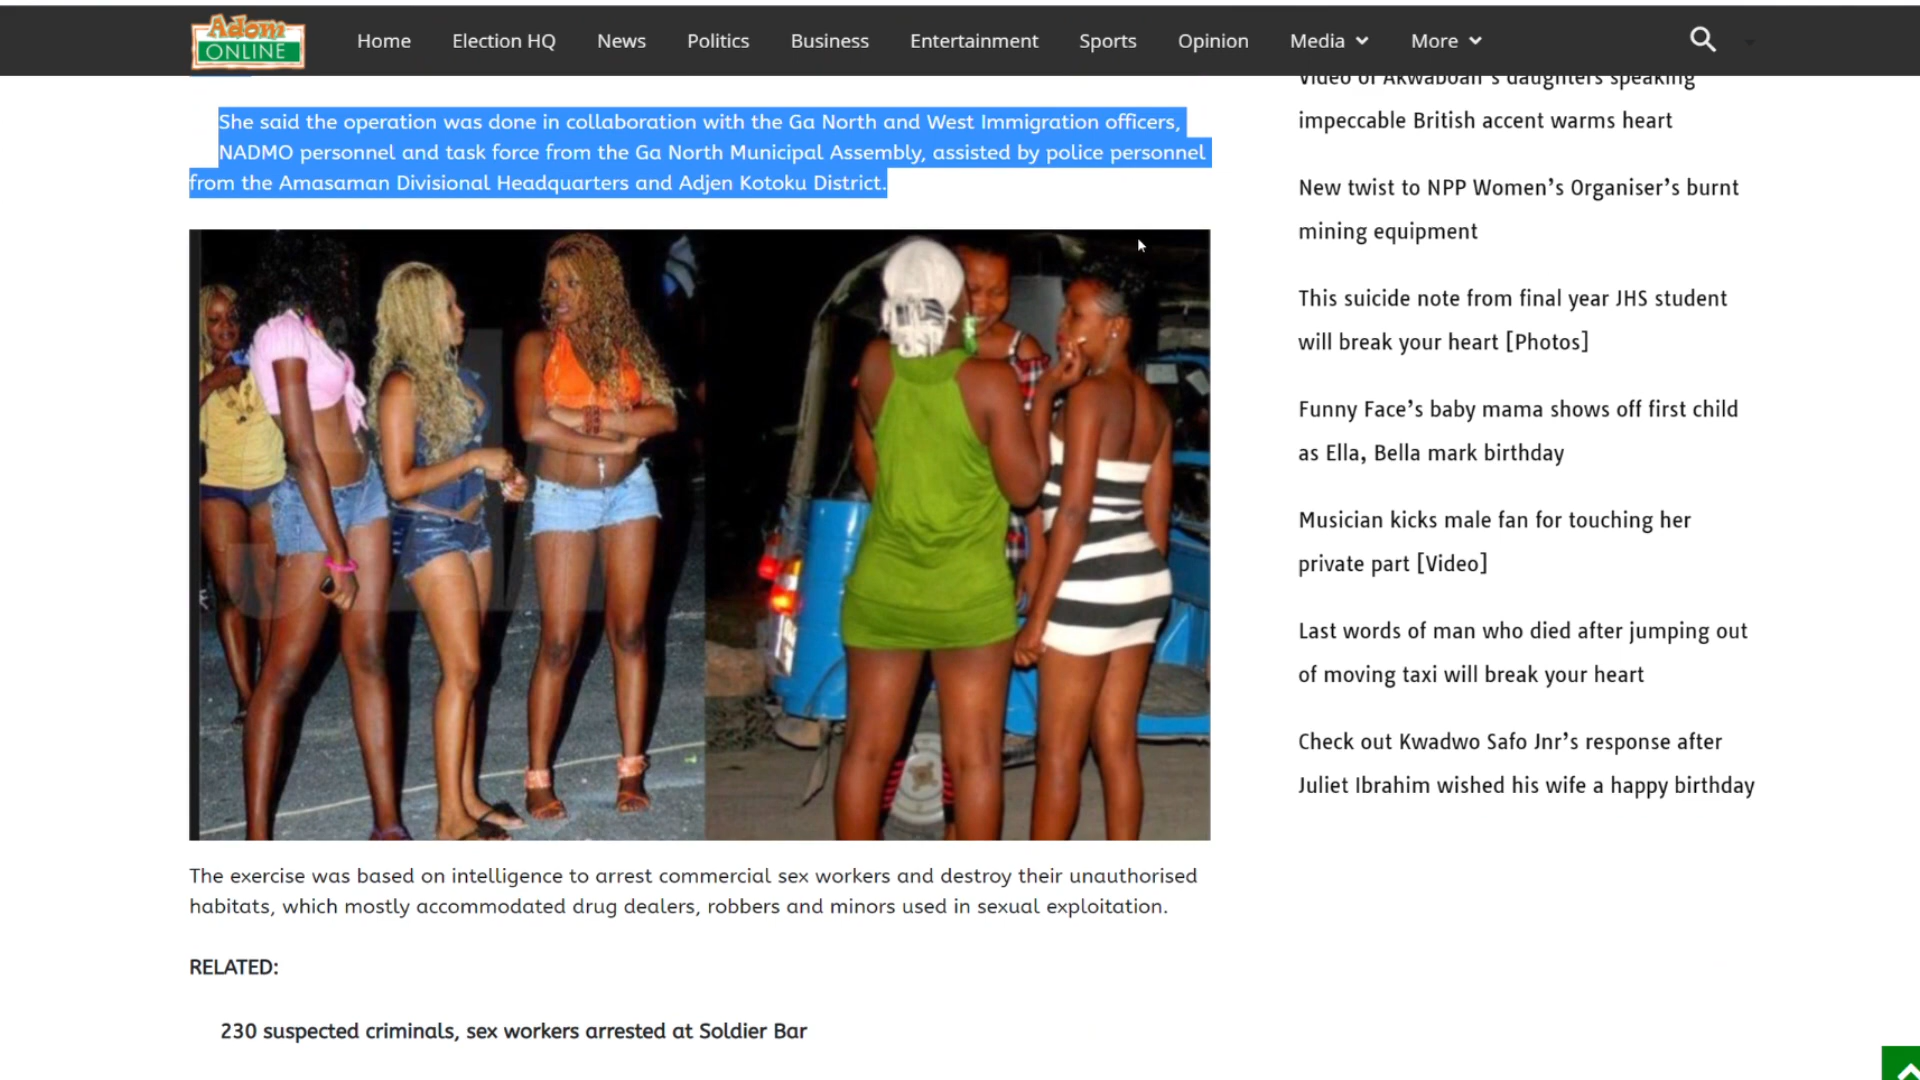 Adom
ONLINE
Home Election HQ News Politics Business Entertainment Sports Opinion Media More
She said the operation was done in collaboration with the Ga North and West Immigration officers,
NADMO personnel and task force from the Ga North Municipal Assembly, assisted by police personnel
from the Amasaman Divisional Headquarters and Adjen Kotoku District.
The exercise was based on intelligence to arrest commercial sex workers and destroy their unauthorised
habitats, which mostly accommodated drug dealers, robbers and minors used in sexual exploitation.
RELATED:
230 suspected criminals, sex workers arrested at Soldier Bar
Video of Akwaboah's daughters speaking
impeccable British accent warms heart
New twist to NPP Women’s Organiser’s burnt
mining equipment
This suicide note from final year JHS student
will break your heart [Photos]
Funny Face’s baby mama shows off first child
as Ella, Bella mark birthday
Musician kicks male fan for touching her
private part [Video]
Last words of man who died after jumping out
of moving taxi will break your heart
Check out Kwadwo Safo Jnr’s response after
Juliet Ibrahim wished his wife a happy birthday